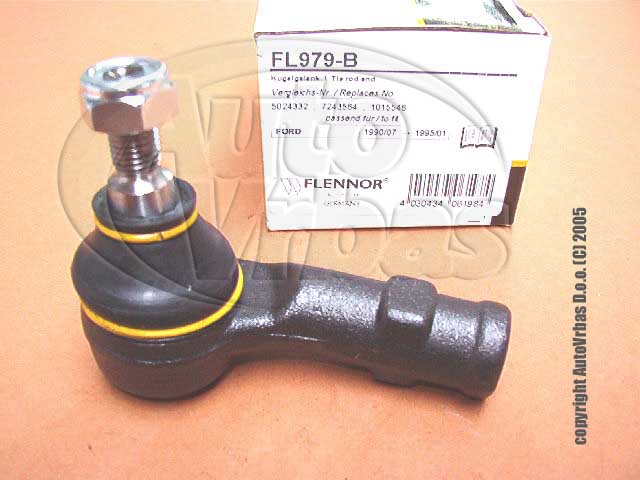 FL979-B
Kugelgelenk / Tie rod end
Vergleichs-Nr / Replaces No
5024332 , 7243564 , 1015546
passend für / to fit
FORD 1990/07 → 1995/01
FLENNOR®
GERMANY
4 030434 061984
Auto Vrbas
copyright AutoVrbas D.o.o. (C) 2005